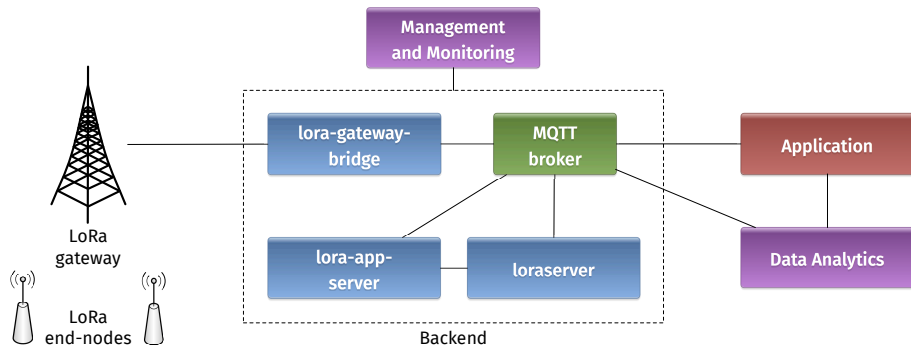 Management
and Monitoring
lora-gateway-
bridge
MQTT
broker
Application
LoRa
gateway
lora-app-
server
loraserver
Data Analytics
LoRa
end-nodes
Backend